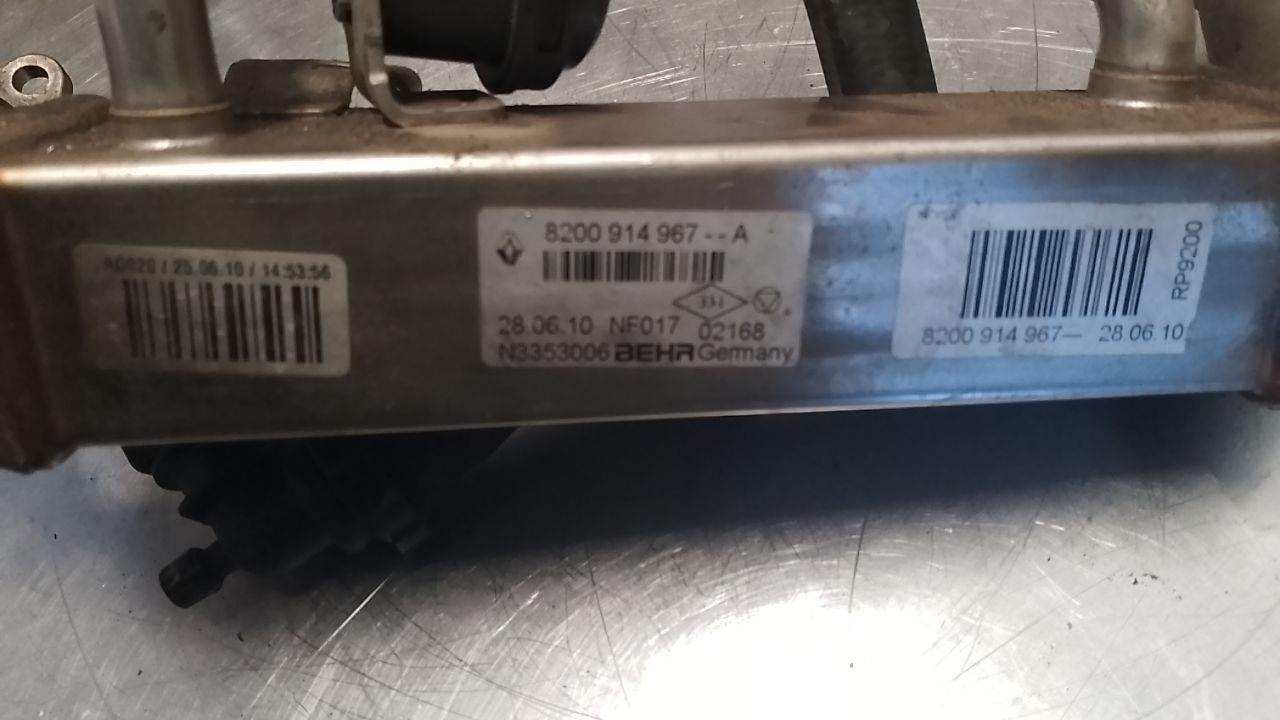 / 25.06.10 / 14:53:56
8200 914 967--A
331
28.06.10 NF017 02168
N3353006 BEHR Germany
8200 914 967— 28.06.10
RP9200